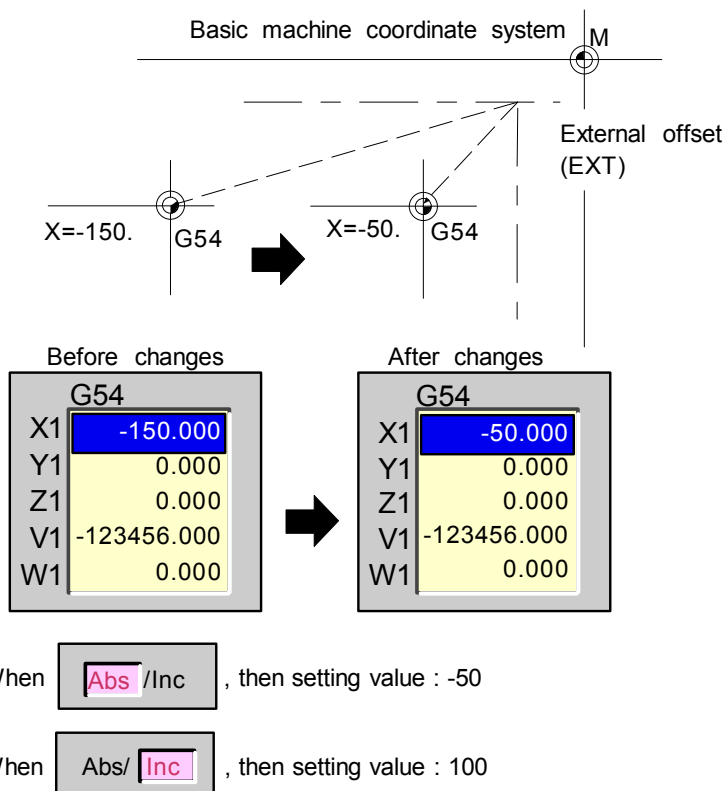 Basic machine coordinate system
M
External offset
(EXT)
X=-150.
G54
X=-50.
G54
Before changes
After changes
G54
X1 -150.000
Y1 0.000
Z1 0.000
V1 -123456.000
W1 0.000
G54
X1 -50.000
Y1 0.000
Z1 0.000
V1 -123456.000
W1 0.000
When Abs /Inc , then setting value : -50
When Abs/ Inc , then setting value : 100